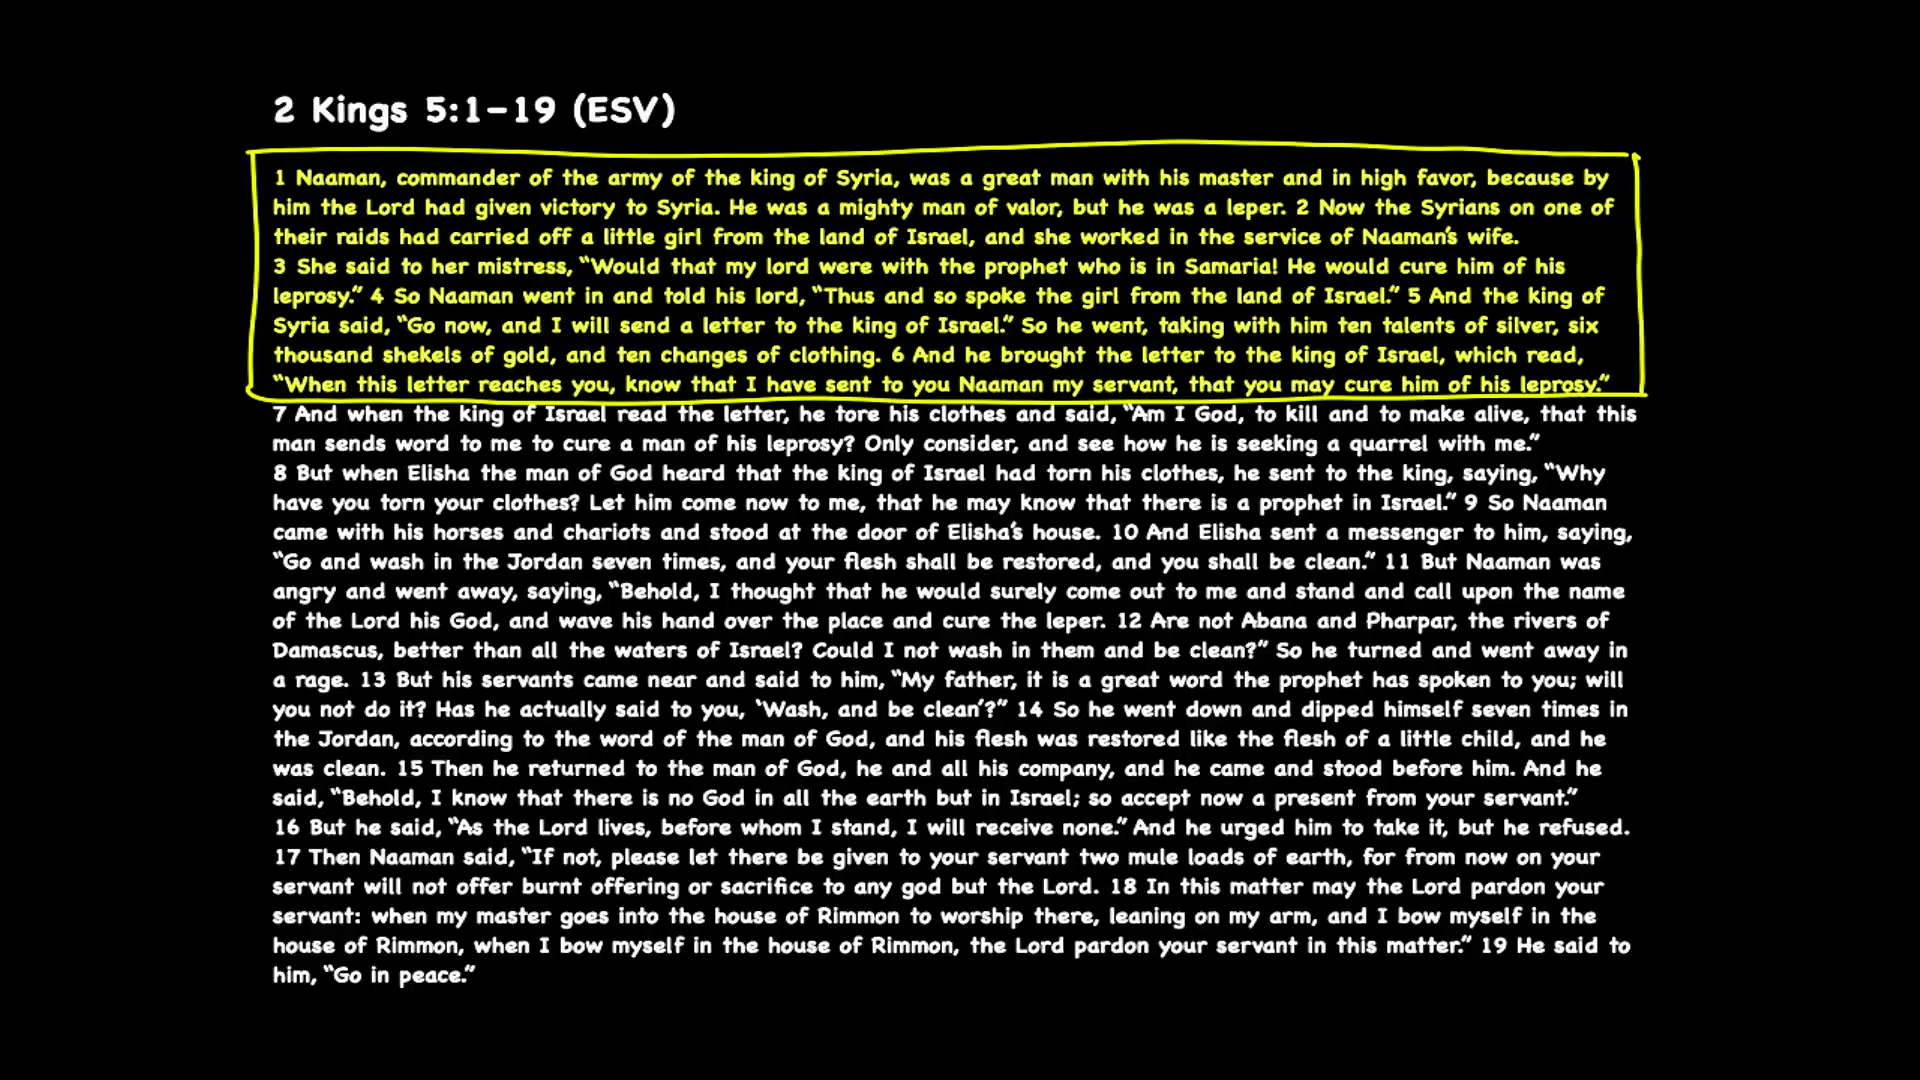 2 Kings 5:1–19 (ESV)
1 Naaman, commander of the army of the king of Syria, was a great man with his master and in high favor, because by
him the Lord had given victory to Syria. He was a mighty man of valor, but he was a leper. 2 Now the Syrians on one of
their raids had carried off a little girl from the land of Israel, and she worked in the service of Naaman’s wife.
3 She said to her mistress, “Would that my lord were with the prophet who is in Samaria! He would cure him of his
leprosy.” 4 So Naaman went in and told his lord, “Thus and so spoke the girl from the land of Israel.” 5 And the king of
Syria said, “Go now, and I will send a letter to the king of Israel.” So he went, taking with him ten talents of silver, six
thousand shekels of gold, and ten changes of clothing. 6 And he brought the letter to the king of Israel, which read,
“When this letter reaches you, know that I have sent to you Naaman my servant, that you may cure him of his leprosy.”
7 And when the king of Israel read the letter, he tore his clothes and said, “Am I God, to kill and to make alive, that this
man sends word to me to cure a man of his leprosy? Only consider, and see how he is seeking a quarrel with me.”
8 But when Elisha the man of God heard that the king of Israel had torn his clothes, he sent to the king, saying, “Why
have you torn your clothes? Let him come now to me, that he may know that there is a prophet in Israel.” 9 So Naaman
came with his horses and chariots and stood at the door of Elisha’s house. 10 And Elisha sent a messenger to him, saying,
“Go and wash in the Jordan seven times, and your flesh shall be restored, and you shall be clean.” 11 But Naaman was
angry and went away, saying, “Behold, I thought that he would surely come out to me and stand and call upon the name
of the Lord his God, and wave his hand over the place and cure the leper. 12 Are not Abana and Pharpar, the rivers of
Damascus, better than all the waters of Israel? Could I not wash in them and be clean?” So he turned and went away in
a rage. 13 But his servants came near and said to him, “My father, it is a great word the prophet has spoken to you; will
you not do it? Has he actually said to you, ‘Wash, and be clean’?” 14 So he went down and dipped himself seven times in
the Jordan, according to the word of the man of God, and his flesh was restored like the flesh of a little child, and he
was clean. 15 Then he returned to the man of God, he and all his company, and he came and stood before him. And he
said, “Behold, I know that there is no God in all the earth but in Israel; so accept now a present from your servant.”
16 But he said, “As the Lord lives, before whom I stand, I will receive none.” And he urged him to take it, but he refused.
17 Then Naaman said, “If not, please let there be given to your servant two mule loads of earth, for from now on your
servant will not offer burnt offering or sacrifice to any god but the Lord. 18 In this matter may the Lord pardon your
servant: when my master goes into the house of Rimmon to worship there, leaning on my arm, and I bow myself in the
house of Rimmon, when I bow myself in the house of Rimmon, the Lord pardon your servant in this matter.” 19 He said to
him, “Go in peace.”